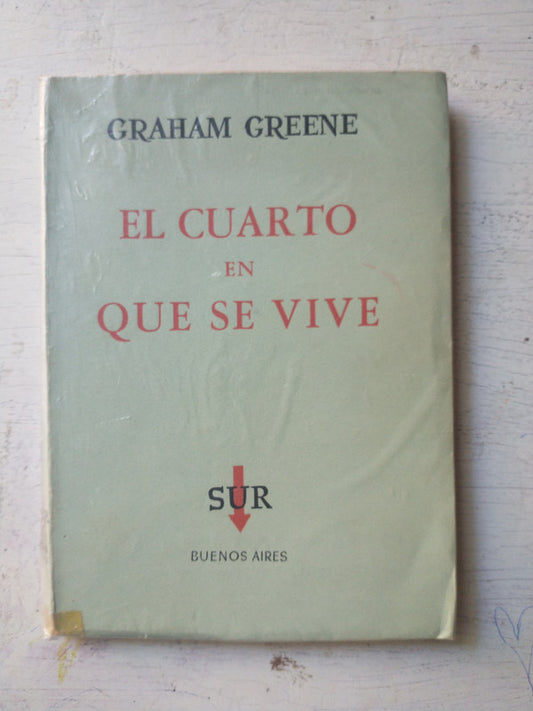 GRAHAM GREENE
EL CUARTO
EN
QUE SE VIVE
SUR
BUENOS AIRES